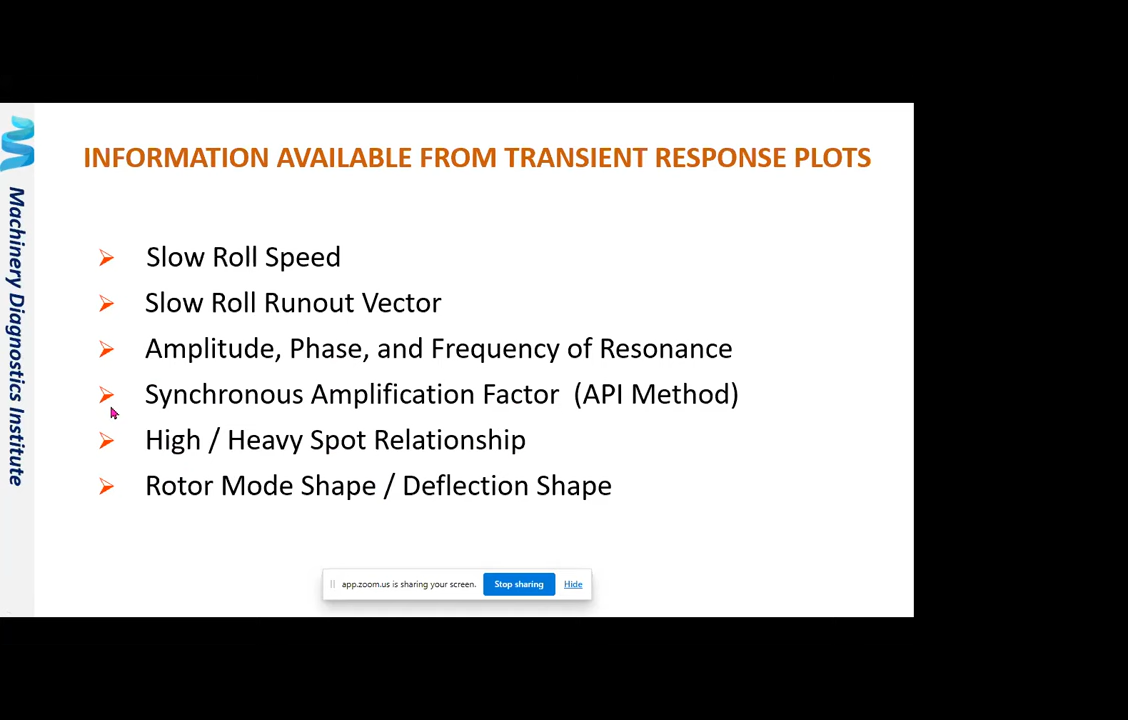 INFORMATION AVAILABLE FROM TRANSIENT RESPONSE PLOTS
Machinery Diagnostics Institute
Slow Roll Speed
Slow Roll Runout Vector
Amplitude, Phase, and Frequency of Resonance
Synchronous Amplification Factor (API Method)
High / Heavy Spot Relationship
Rotor Mode Shape / Deflection Shape
app.zoom.us is sharing your screen. Stop sharing Hide